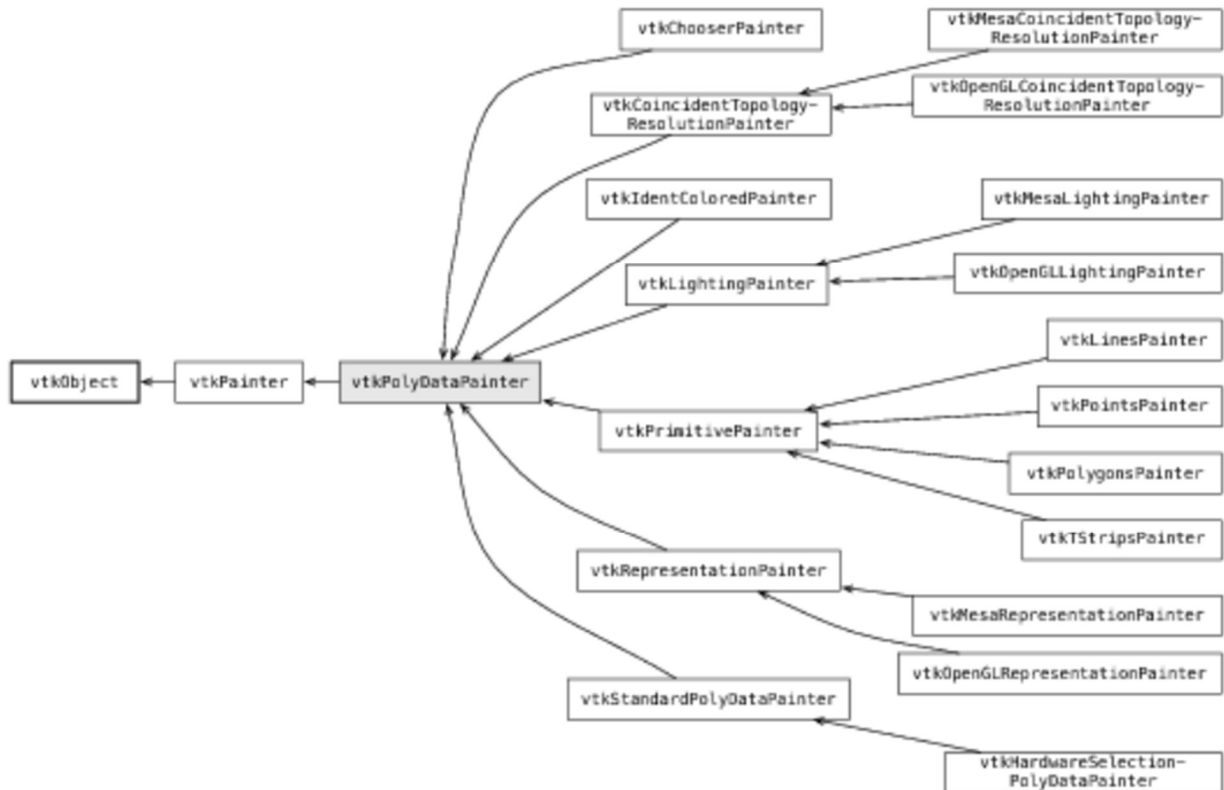 vtkChooserPainter
vtkMesaCoincidentTopology-
ResolutionPainter
vtkOpenGLCoincidentTopology-
ResolutionPainter
vtkCoincidentTopology-
ResolutionPainter
vtkIdentColoredPainter
vtkMesaLightingPainter
vtkOpenGLLightingPainter
vtkLightingPainter
vtkLinesPainter
vtkObject
vtkPainter
vtkPolyDataPainter
vtkPointsPainter
vtkPrimitivePainter
vtkPolygonsPainter
vtkTStripsPainter
vtkRepresentationPainter
vtkMesaRepresentationPainter
vtkOpenGLRepresentationPainter
vtkStandardPolyDataPainter
vtkHardwareSelection-
PolyDataPainter